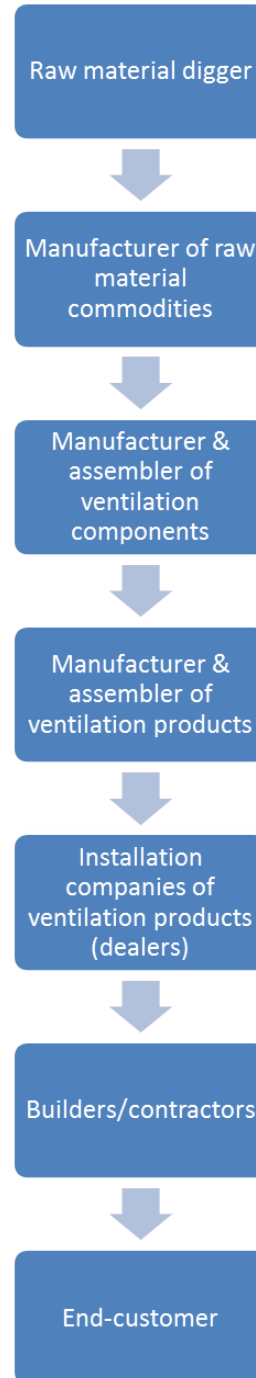 Raw material digger
Manufacturer of raw
material
commodities
Manufacturer &
assembler of
ventilation
components
Manufacturer &
assembler of
ventilation products
Installation
companies of
ventilation products
(dealers)
Builders/contractors
End-customer